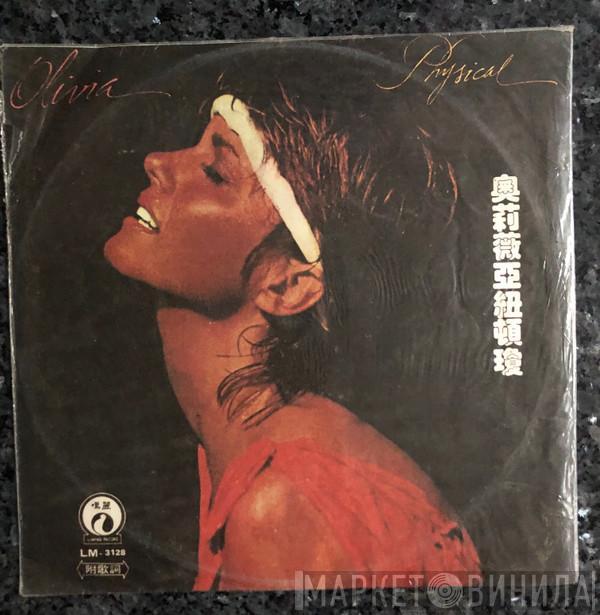 Olivia
Physical
奧莉薇亞紐頓瓊
LM - 3128
附歌詞
МАРКЕТ ВИНИЛА